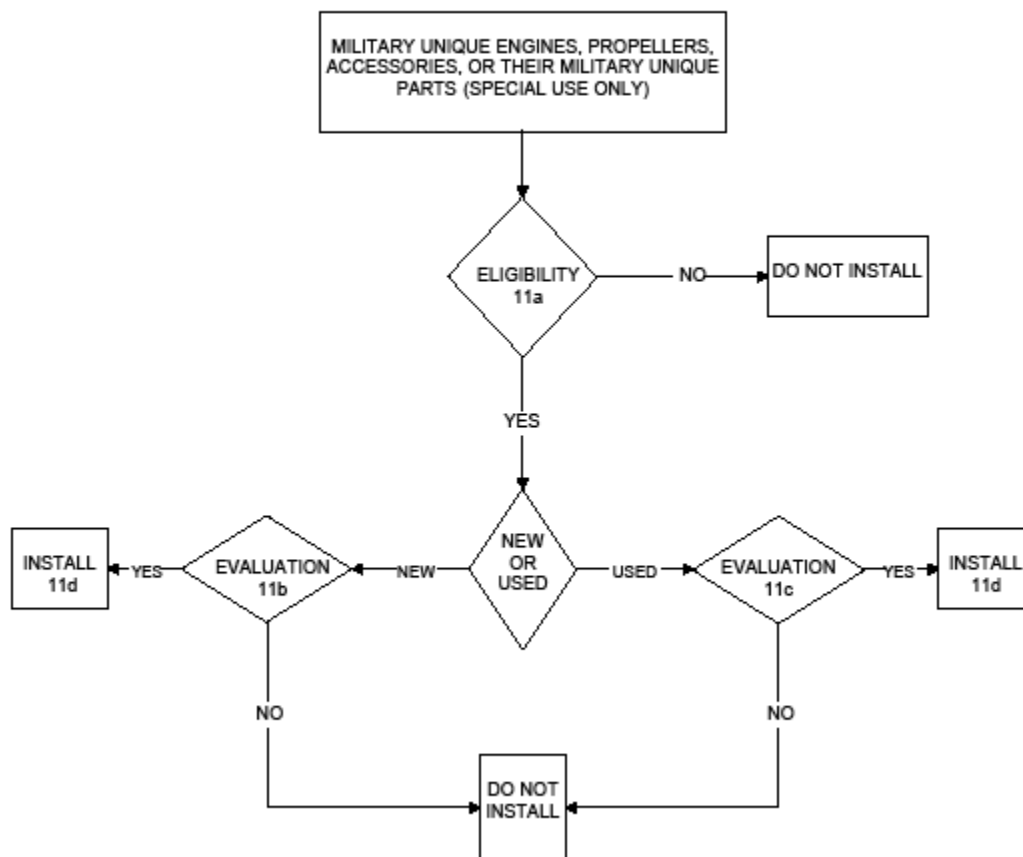 MILITARY UNIQUE ENGINES, PROPELLERS,
ACCESSORIES, OR THEIR MILITARY UNIQUE
PARTS (SPECIAL USE ONLY)
ELIGIBILITY
11a
NO
DO NOT INSTALL
YES
NEW
OR
USED
NEW
EVALUATION
11b
YES
INSTALL
11d
USED
EVALUATION
11c
YES
INSTALL
11d
NO
NO
DO NOT
INSTALL